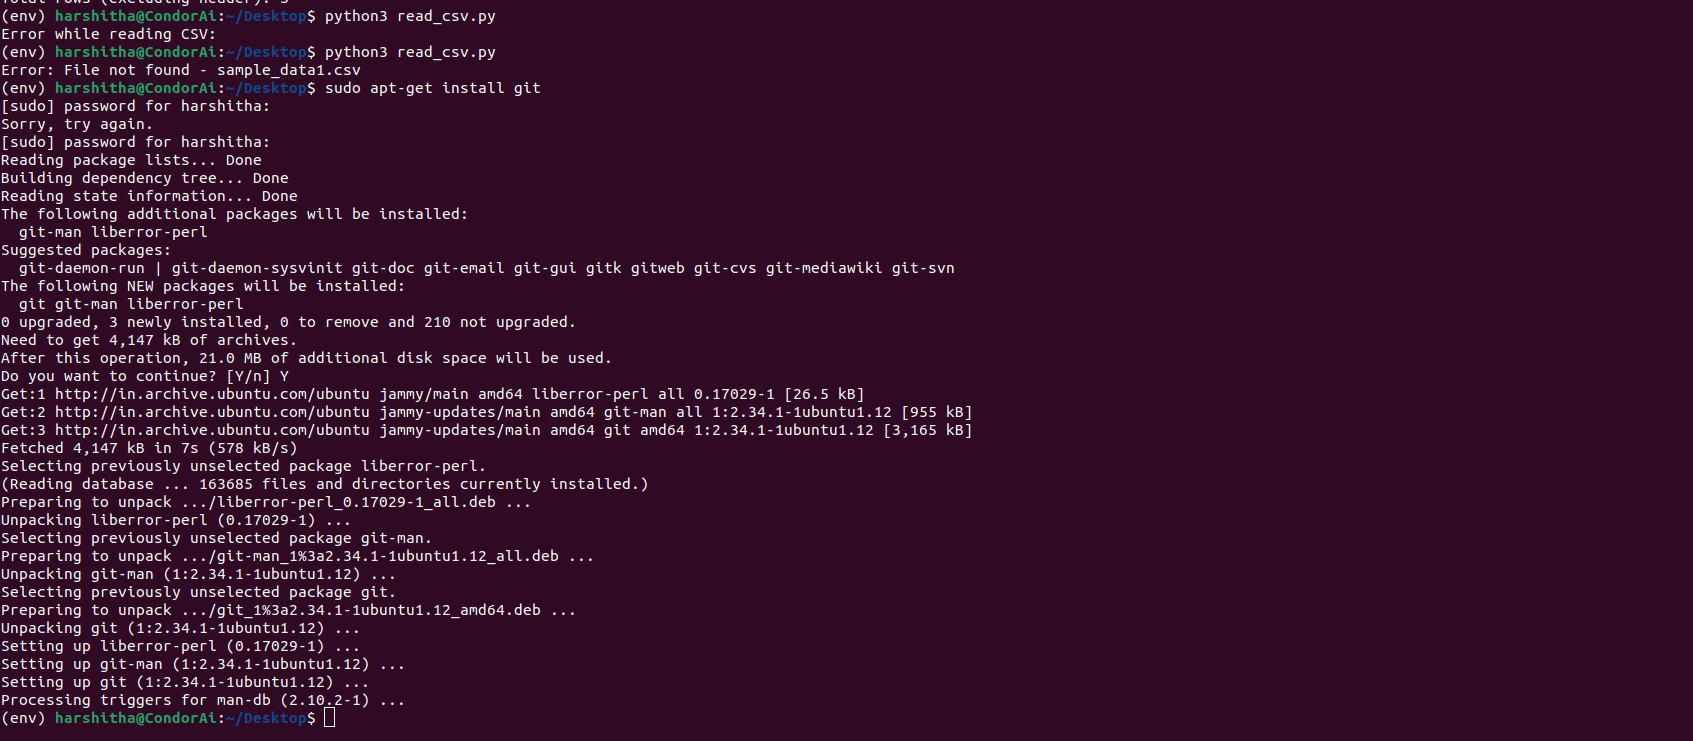 Total rows (excluding header): 5
(env) harshitha@CondorAi:~/Desktop$ python3 read_csv.py
Error while reading CSV:
(env) harshitha@CondorAi:~/Desktop$ python3 read_csv.py
Error: File not found - sample_data1.csv
(env) harshitha@CondorAi:~/Desktop$ sudo apt-get install git
[sudo] password for harshitha:
Sorry, try again.
[sudo] password for harshitha:
Reading package lists... Done
Building dependency tree... Done
Reading state information... Done
The following additional packages will be installed:
  git-man liberror-perl
Suggested packages:
  git-daemon-run | git-daemon-sysvinit git-doc git-email git-gui gitk gitweb git-cvs git-mediawiki git-svn
The following NEW packages will be installed:
  git git-man liberror-perl
0 upgraded, 3 newly installed, 0 to remove and 210 not upgraded.
Need to get 4,147 kB of archives.
After this operation, 21.0 MB of additional disk space will be used.
Do you want to continue? [Y/n] Y
Get:1 http://in.archive.ubuntu.com/ubuntu jammy/main amd64 liberror-perl all 0.17029-1 [26.5 kB]
Get:2 http://in.archive.ubuntu.com/ubuntu jammy-updates/main amd64 git-man all 1:2.34.1-1ubuntu1.12 [955 kB]
Get:3 http://in.archive.ubuntu.com/ubuntu jammy-updates/main amd64 git amd64 1:2.34.1-1ubuntu1.12 [3,165 kB]
Fetched 4,147 kB in 7s (578 kB/s)
Selecting previously unselected package liberror-perl.
(Reading database ... 163685 files and directories currently installed.)
Preparing to unpack .../liberror-perl_0.17029-1_all.deb ...
Unpacking liberror-perl (0.17029-1) ...
Selecting previously unselected package git-man.
Preparing to unpack .../git-man_1%3a2.34.1-1ubuntu1.12_all.deb ...
Unpacking git-man (1:2.34.1-1ubuntu1.12) ...
Selecting previously unselected package git.
Preparing to unpack .../git_1%3a2.34.1-1ubuntu1.12_amd64.deb ...
Unpacking git (1:2.34.1-1ubuntu1.12) ...
Setting up liberror-perl (0.17029-1) ...
Setting up git-man (1:2.34.1-1ubuntu1.12) ...
Setting up git (1:2.34.1-1ubuntu1.12) ...
Processing triggers for man-db (2.10.2-1) ...
(env) harshitha@CondorAi:~/Desktop$